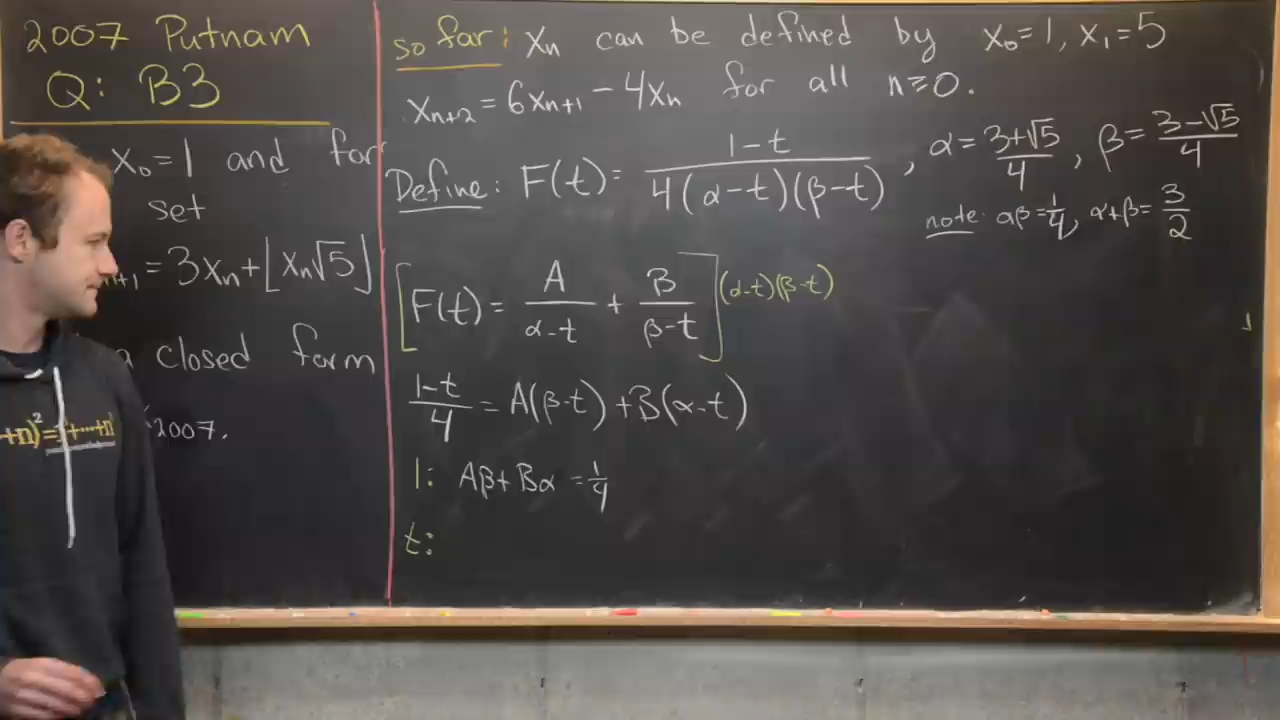 2007 Putnam
Q: B3
x₀=1 and for
set
n+1 = 3xₙ+⌊xₙ√5⌋
a closed form
2007.
so far: Xₙ can be defined by x₀=1, x₁=5
xₙ₊₂ = 6xₙ₊₁ - 4xₙ for all n≥0.
Define: F(t) = (1-t)/(4(α-t)(β-t)), α = (3+√5)/4, β = (3-√5)/4
note: αβ = 1/4, α+β = 3/2
[F(t) = A/(α-t) + B/(β-t)](α-t)(β-t)
(1-t)/4 = A(β-t) + B(α-t)
1: Aβ + Bα = 1/4
t: